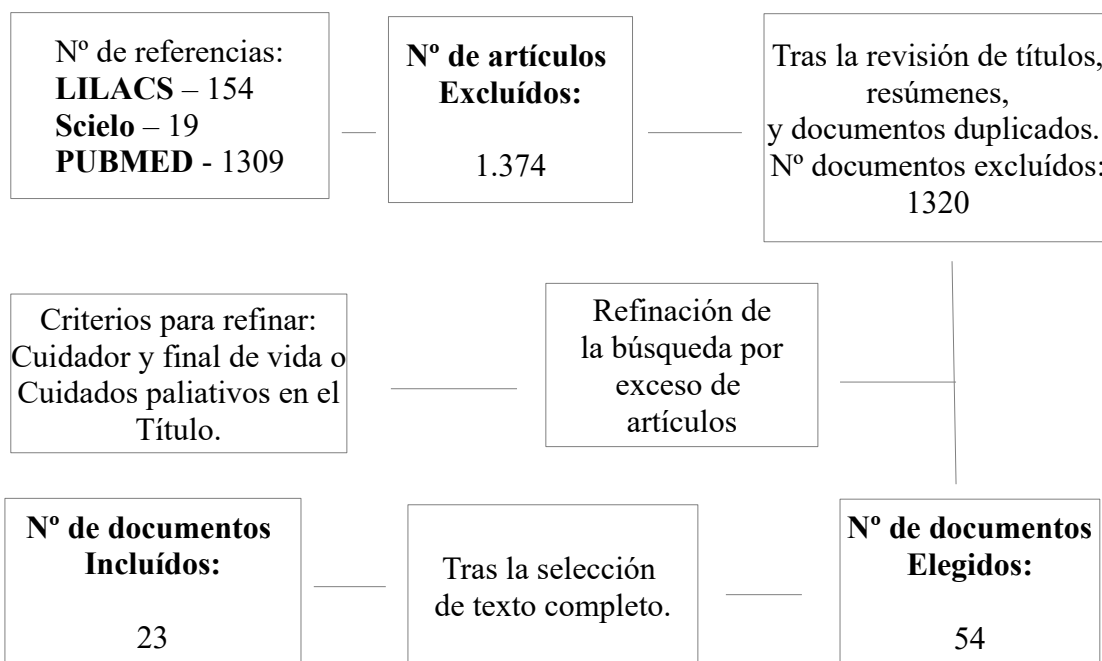 Nº de referencias:
LILACS – 154
Scielo – 19
PUBMED - 1309
Nº de artículos
Excluídos:
1.374
Tras la revisión de títulos,
resúmenes,
y documentos duplicados.
Nº documentos excluídos:
1320
Criterios para refinar:
Cuidador y final de vida o
Cuidados paliativos en el
Título.
Refinación de
la búsqueda por
exceso de
artículos
Nº de documentos
Incluídos:
23
Tras la selección
de texto completo.
Nº de documentos
Elegidos:
54